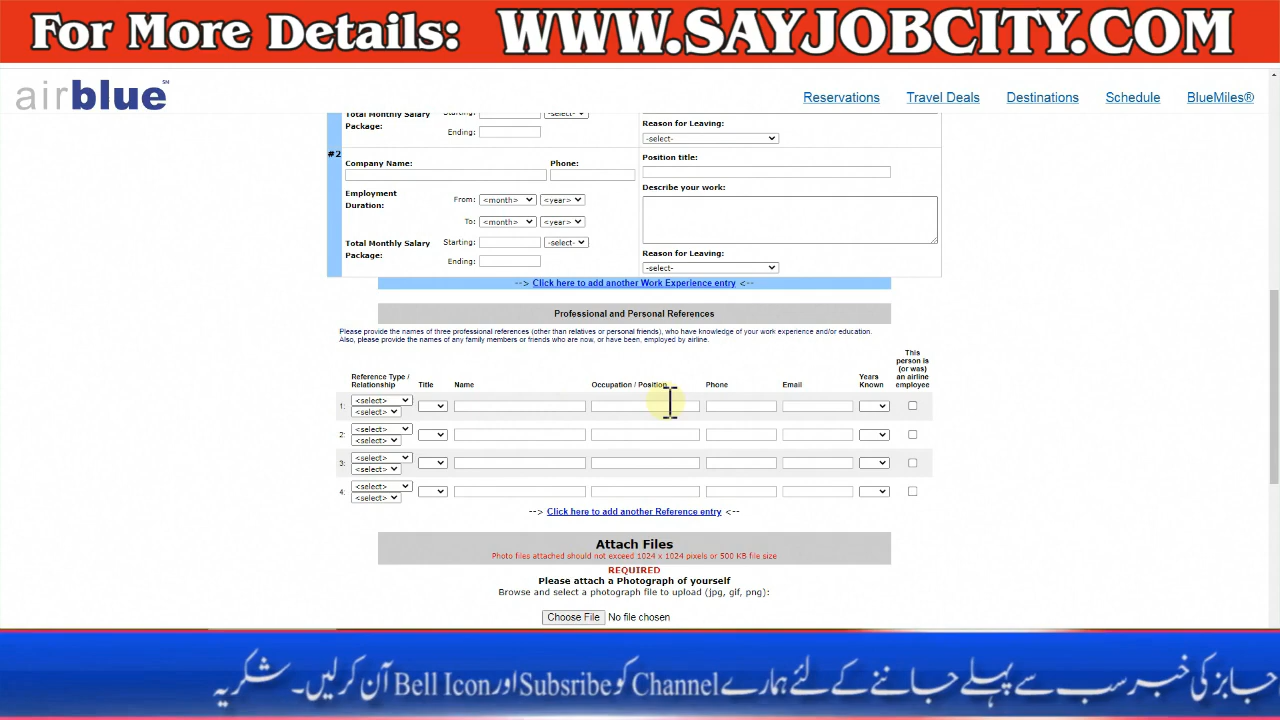 For More Details: WWW.SAYJOBCITY.COM
airblue SM
Reservations Travel Deals Destinations Schedule BlueMiles®
Total Monthly Salary Package: Starting: -select-
Ending:
Reason for Leaving:
-select-
#2
Company Name: Phone:
Position title:
Employment Duration: From: <month> <year>
To: <month> <year>
Describe your work:
Total Monthly Salary Package: Starting: -select-
Ending:
Reason for Leaving:
-select-
--> Click here to add another Work Experience entry <--
Professional and Personal References
Please provide the names of three professional references (other than relatives or personal friends), who have knowledge of your work experience and/or education.
Also, please provide the names of any family members or friends who are now, or have been, employed by airline.
Reference Type / Relationship Title Name Occupation / Position Phone Email Years Known This person is (or was) an airline employee
1: <select>
<select>
2: <select>
<select>
3: <select>
<select>
4: <select>
<select>
--> Click here to add another Reference entry <--
Attach Files
Photo files attached should not exceed 1024 x 1024 pixels or 500 KB file size
REQUIRED
Please attach a Photograph of yourself
Browse and select a photograph file to upload (jpg, gif, png):
Choose File No file chosen
جابز کی خبر سب سے پہلے جاننے کے لئے ہمارے Channel کو Subsribe اور Bell Icon آن کرلیں۔ شکریہ